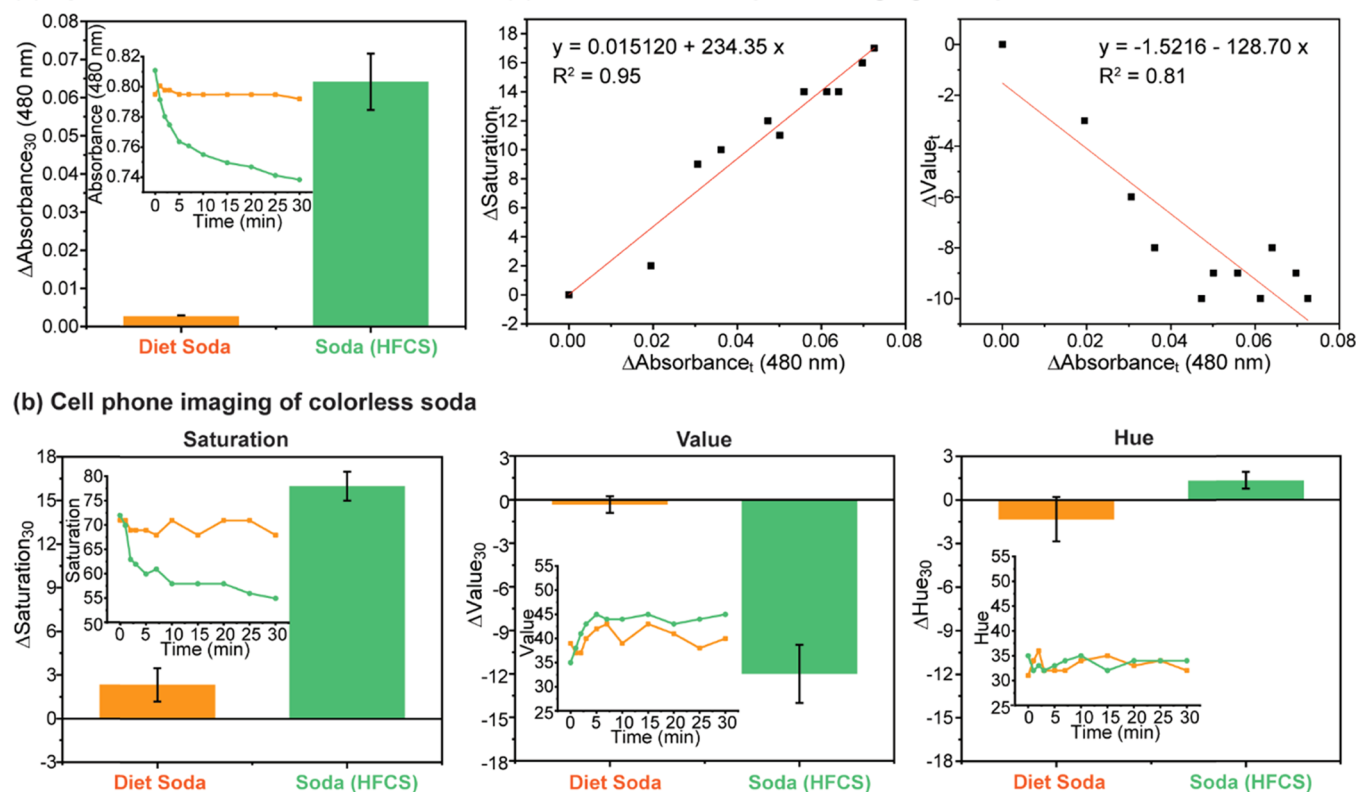 0.08
0.07
0.06
0.05
0.04
0.03
0.02
0.01
0.00
ΔAbsorbance30 (480 nm)
0.82
0.80
0.76
0.74
Absorbance (480 nm)
0 5 10 15 20 25 30
Time (min)
Diet Soda Soda (HFCS)
y = 0.015120 + 234.35 x
R² = 0.95
18
16
14
12
10
8
6
4
2
0
-2
ΔSaturationt
0.00 0.02 0.04 0.06 0.08
ΔAbsorbancet (480 nm)
y = -1.5216 - 128.70 x
R² = 0.81
0
-2
-4
-6
-8
-10
ΔValuet
0.00 0.02 0.04 0.06 0.08
ΔAbsorbancet (480 nm)
(b) Cell phone imaging of colorless soda
Saturation
18
15
12
9
6
3
0
-3
ΔSaturation30
80
75
70
65
60
55
50
Saturation
0 5 10 15 20 25 30
Time (min)
Diet Soda Soda (HFCS)
Value
3
0
-3
-6
-9
-12
-15
-18
ΔValue30
55
50
45
40
35
30
25
Value
0 5 10 15 20 25 30
Time (min)
Diet Soda Soda (HFCS)
Hue
3
0
-3
-6
-9
-12
-15
-18
ΔHue30
55
50
45
40
35
30
25
Hue
0 5 10 15 20 25 30
Time (min)
Diet Soda Soda (HFCS)